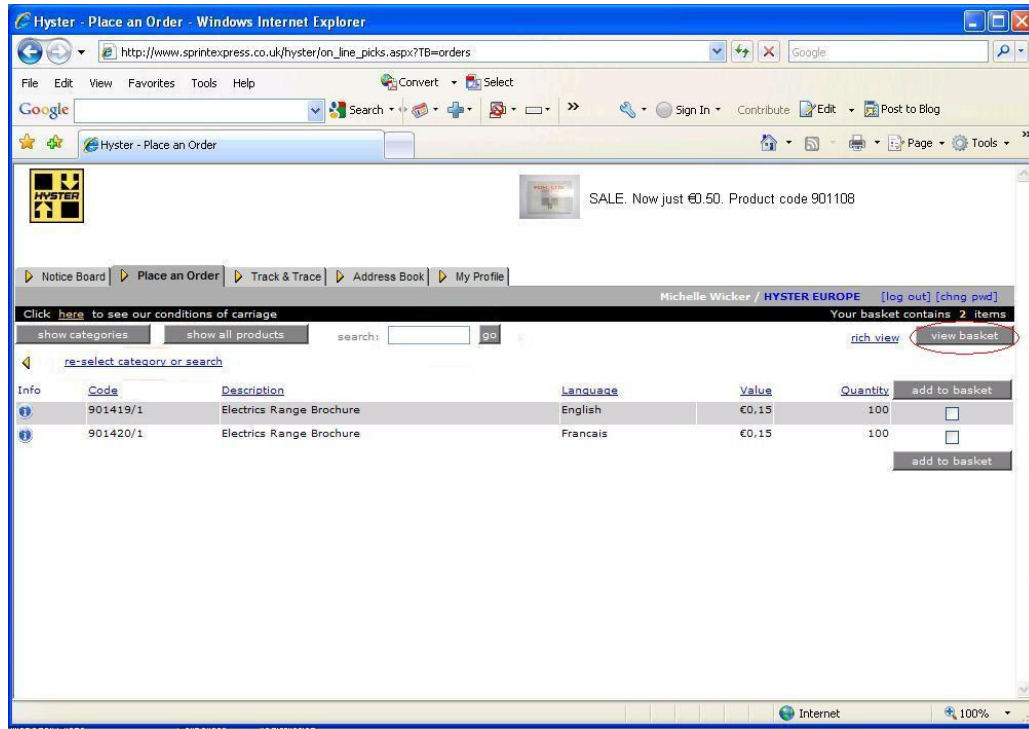 Hyster - Place an Order - Windows Internet Explorer
http://www.sprintexpress.co.uk/hyster/on_line_picks.aspx?TB=orders Google
File Edit View Favorites Tools Help Convert Select
Google Search » Sign In Contribute Edit Post to Blog
Hyster - Place an Order Page Tools »
HYSTER
SALE. Now just €0.50. Product code 901108
Notice Board Place an Order Track & Trace Address Book My Profile
Michelle Wicker / HYSTER EUROPE [log out] [chng pwd]
Click here to see our conditions of carriage Your basket contains 2 items
show categories show all products search: go rich view view basket
re-select category or search
Info Code Description Language Value Quantity add to basket
901419/1 Electrics Range Brochure English €0,15 100
901420/1 Electrics Range Brochure Francais €0,15 100
add to basket
Internet 100%